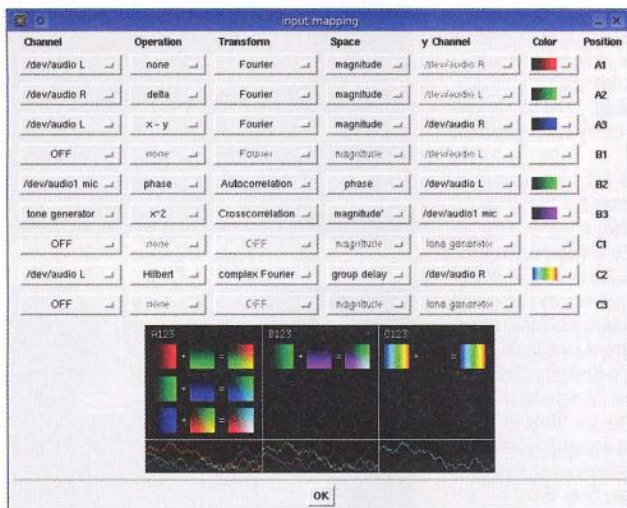 input mapping
Channel Operation Transform Space y Channel Color Position
/dev/audio L none Fourier magnitude /dev/audio R A1
/dev/audio R delta Fourier magnitude /dev/audio L A2
/dev/audio L x - y Fourier magnitude /dev/audio R A3
OFF none Fourier magnitude /dev/audio L B1
/dev/audio1 mic phase Autocorrelation phase /dev/audio L B2
tone generator x^2 Crosscorrelation magnitude' /dev/audio1 mic B3
OFF none OFF magnitude tone generator C1
/dev/audio L Hilbert complex Fourier group delay /dev/audio R C2
OFF none OFF magnitude tone generator C3
A123 B123 C123
+ = + = + =
+ =
+ =
OK